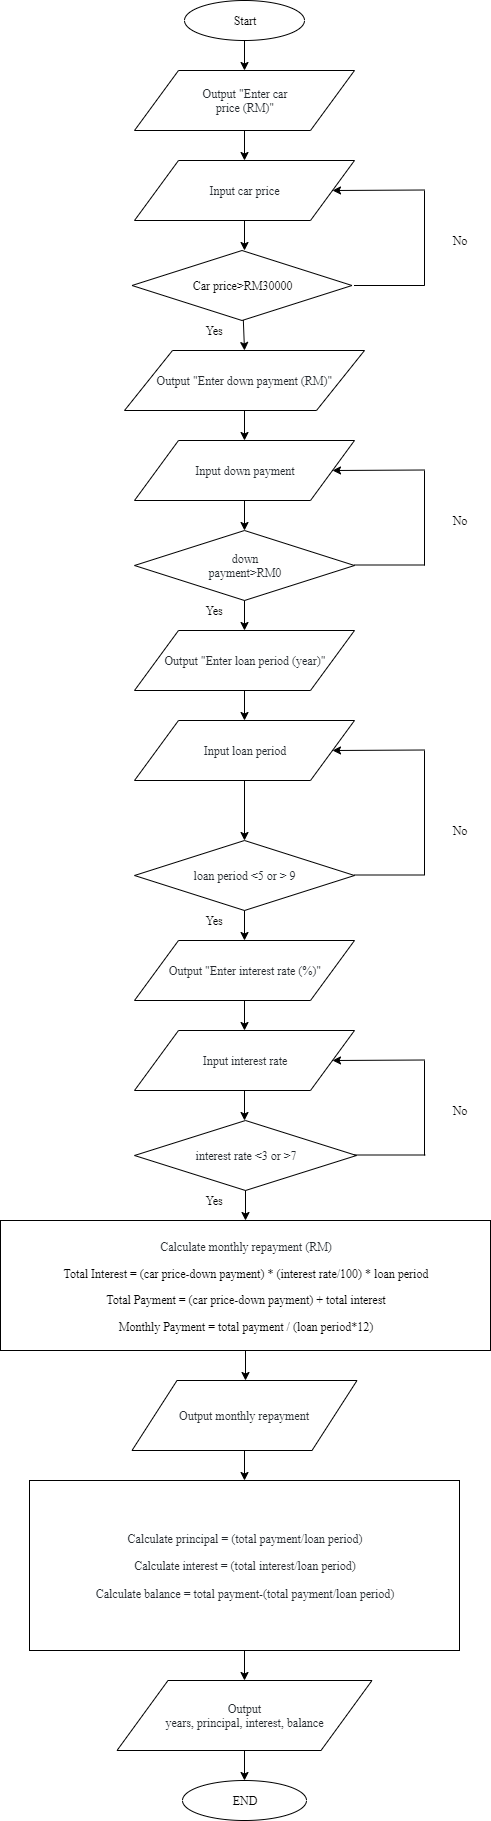 Start
Output "Enter car
price (RM)"
Input car price
No
Car price>RM30000
Yes
Output "Enter down payment (RM)"
Input down payment
No
down
payment>RM0
Yes
Output "Enter loan period (year)"
Input loan period
No
loan period <5 or > 9
Yes
Output "Enter interest rate (%)"
Input interest rate
No
interest rate <3 or >7
Yes
Calculate monthly repayment (RM)
Total Interest = (car price-down payment) * (interest rate/100) * loan period
Total Payment = (car price-down payment) + total interest
Monthly Payment = total payment / (loan period*12)
Output monthly repayment
Calculate principal = (total payment/loan period)
Calculate interest = (total interest/loan period)
Calculate balance = total payment-(total payment/loan period)
Output
years, principal, interest, balance
END